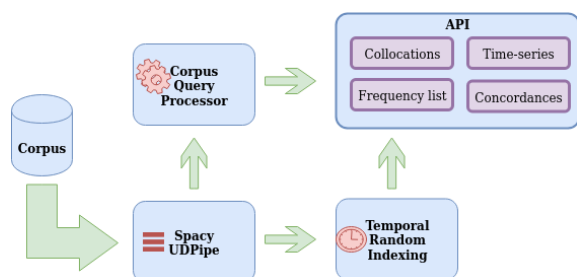 API
Collocations
Time-series
Frequency list
Concordances
Corpus
Query
Processor
Corpus
Spacy
UDPipe
Temporal
Random
Indexing